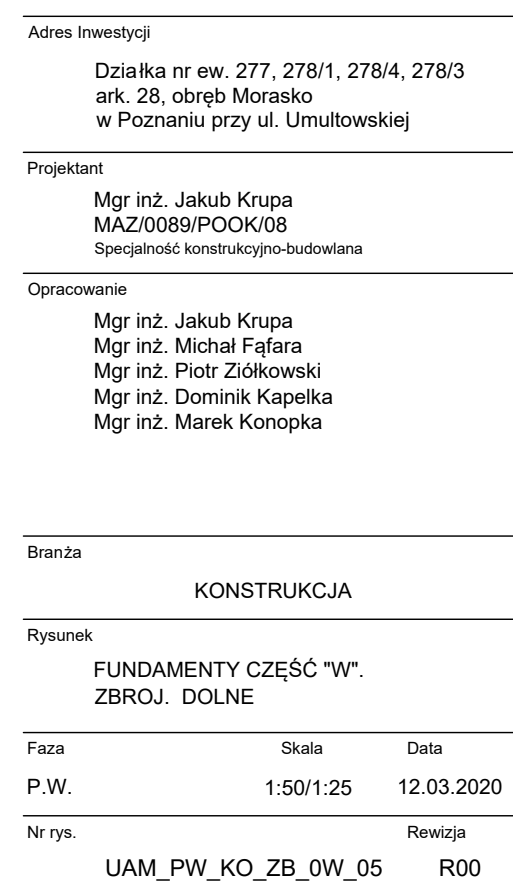 Adres Inwestycji
Działka nr ew. 277, 278/1, 278/4, 278/3
ark. 28, obręb Morasko
w Poznaniu przy ul. Umultowskiej
Projektant
Mgr inż. Jakub Krupa
MAZ/0089/POOK/08
Specjalność konstrukcyjno-budowlana
Opracowanie
Mgr inż. Jakub Krupa
Mgr inż. Michał Fąfara
Mgr inż. Piotr Ziółkowski
Mgr inż. Dominik Kapelka
Mgr inż. Marek Konopka
Branża
KONSTRUKCJA
Rysunek
FUNDAMENTY CZĘŚĆ "W".
ZBROJ. DOLNE
Faza Skala Data
P.W. 1:50/1:25 12.03.2020
Nr rys. Rewizja
UAM_PW_KO_ZB_0W_05 R00